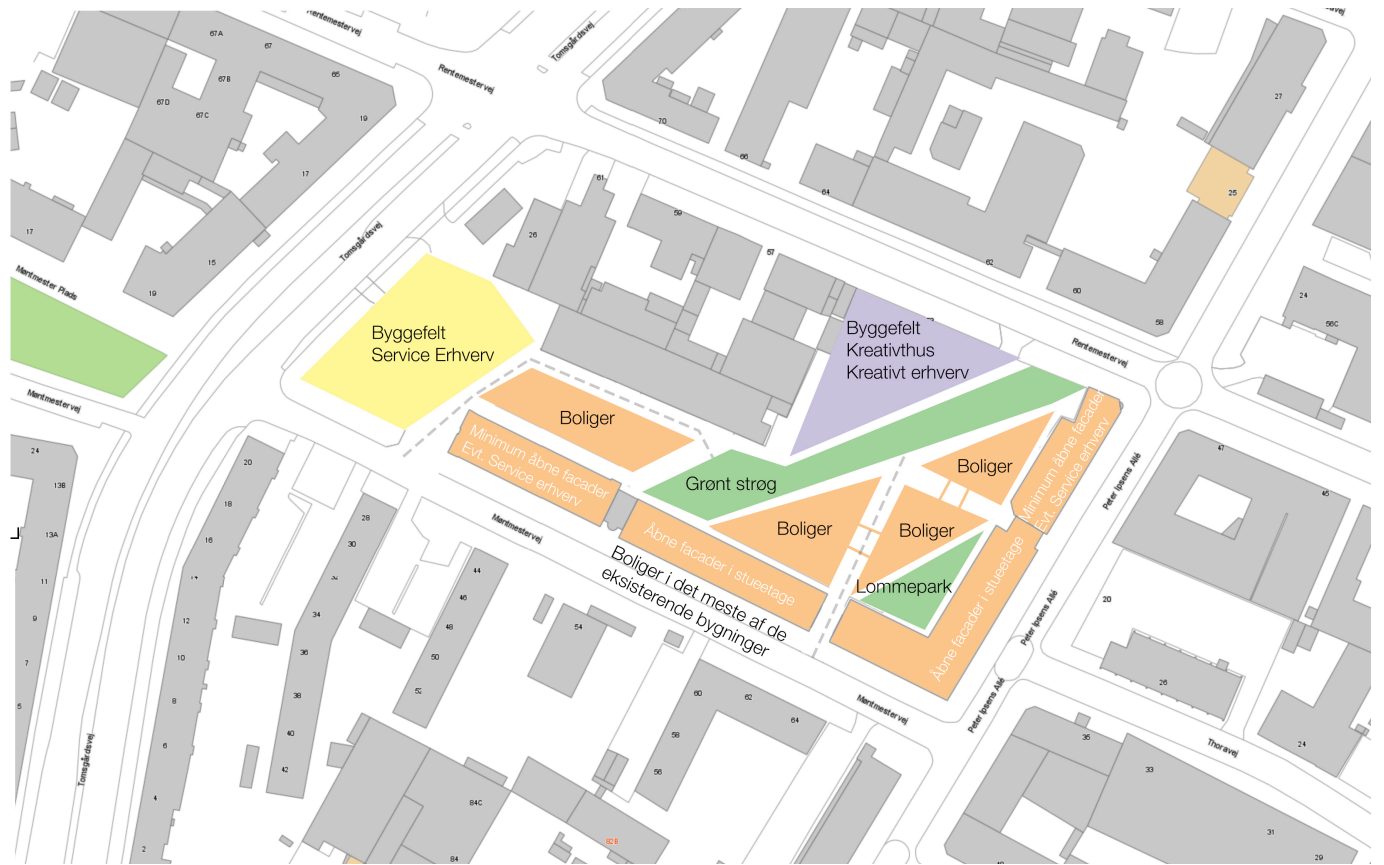 Rentemestervej
67A
67
65
67B
67D
67C
19
17
17
15
19
Møntmester Plads
Møntmestervej
Tomsgårdsvej
Rentemestervej
Tomsgårdsvej
70
66
64
62
60
58
27
25
24
56C
61
59
57
26
Byggefelt
Service Erhverv
Byggefelt
Kreativthus
Kreativt erhverv
Rentemestervej
Boliger
Minimum åbne facader
Evt. Service erhverv
Grønt strøg
Boliger
Minimum åbne facader
Evt. Service erhverv
Boliger
Boliger
Lommepark
Åbne facader i stueetage
Åbne facader i stueetage
Boliger i det meste af de
eksisterende bygninger
Møntmestervej
Møntmestervej
Peter Ipsens Allé
Peter Ipsens Allé
Peter Ipsens Allé
47
45
20
26
24
Thoravej
35
33
31
29
24
13B
13A
11
9
7
5
Tomsgårdsvej
20
18
16
14
12
10
8
6
4
2
28
30
32
34
36
38
40
42
44
46
48
50
52
54
60
62
64
58
56
84C
84
82B